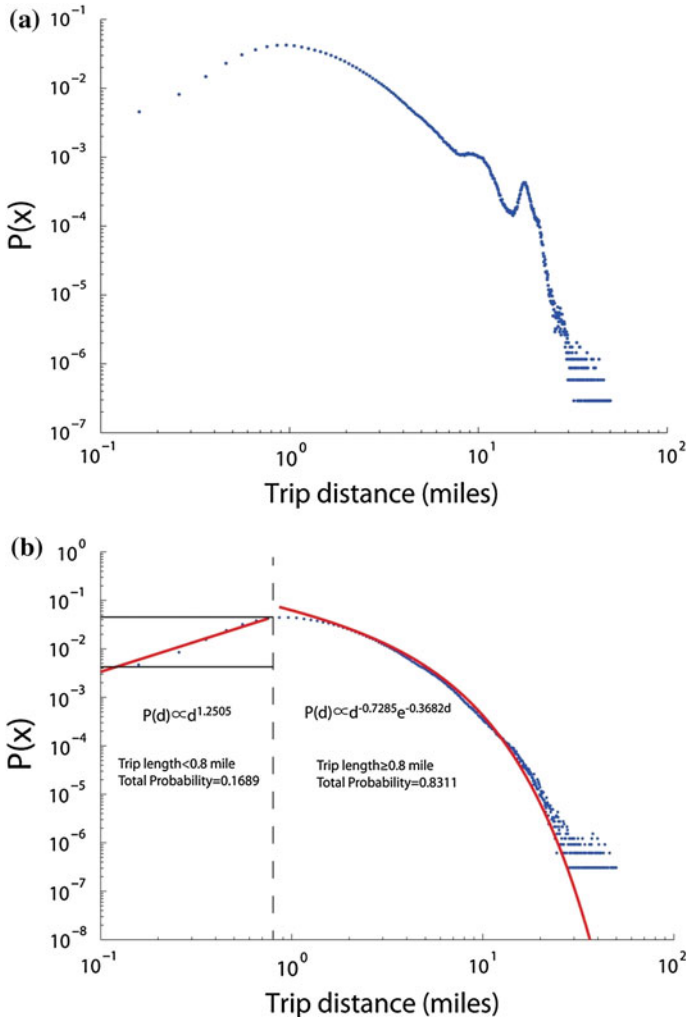 (a)
10⁻¹
10⁻²
10⁻³
10⁻⁴
10⁻⁵
10⁻⁶
10⁻⁷
P(x)
10⁻¹ 10⁰ 10¹ 10²
Trip distance (miles)
(b)
10⁰
10⁻¹
10⁻²
10⁻³
10⁻⁴
10⁻⁵
10⁻⁶
10⁻⁷
10⁻⁸
P(x)
P(d)∝d¹·²⁵⁰⁵
Trip length<0.8 mile
Total Probability=0.1689
P(d)∝d⁻⁰·⁷²⁸⁵e⁻⁰·³⁶⁸²ᵈ
Trip length≥0.8 mile
Total Probability=0.8311
10⁻¹ 10⁰ 10¹ 10²
Trip distance (miles)